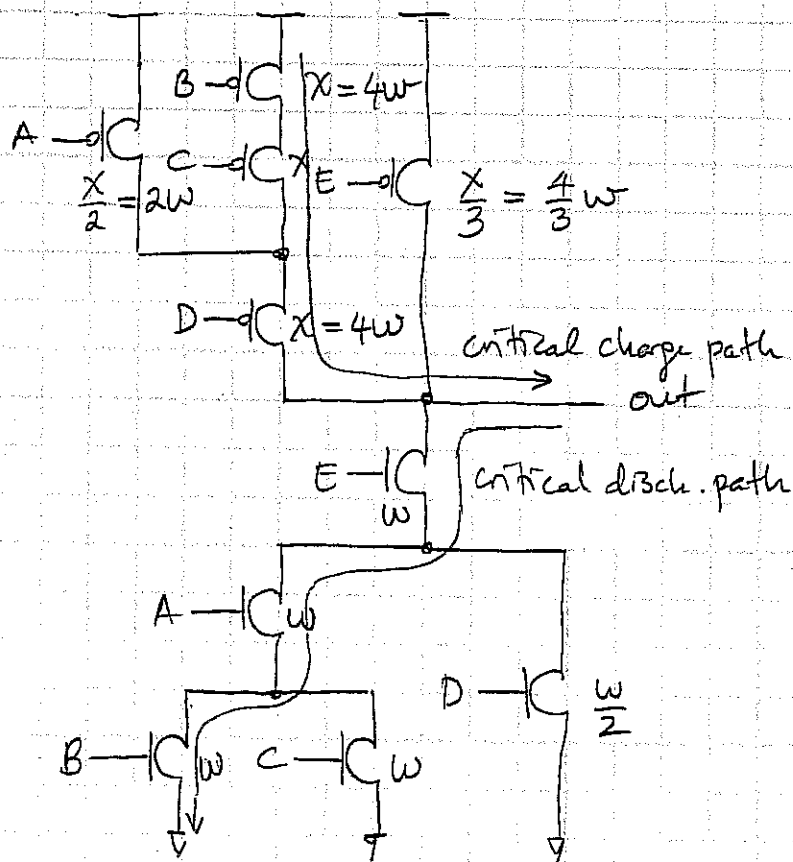 B
x = 4w
A
C
x
E
x/2 = 2w
x/3 = 4/3 w
D
x = 4w
critical charge path
out
E
w
critical disch. path
A
w
D
w/2
B
w
C
w